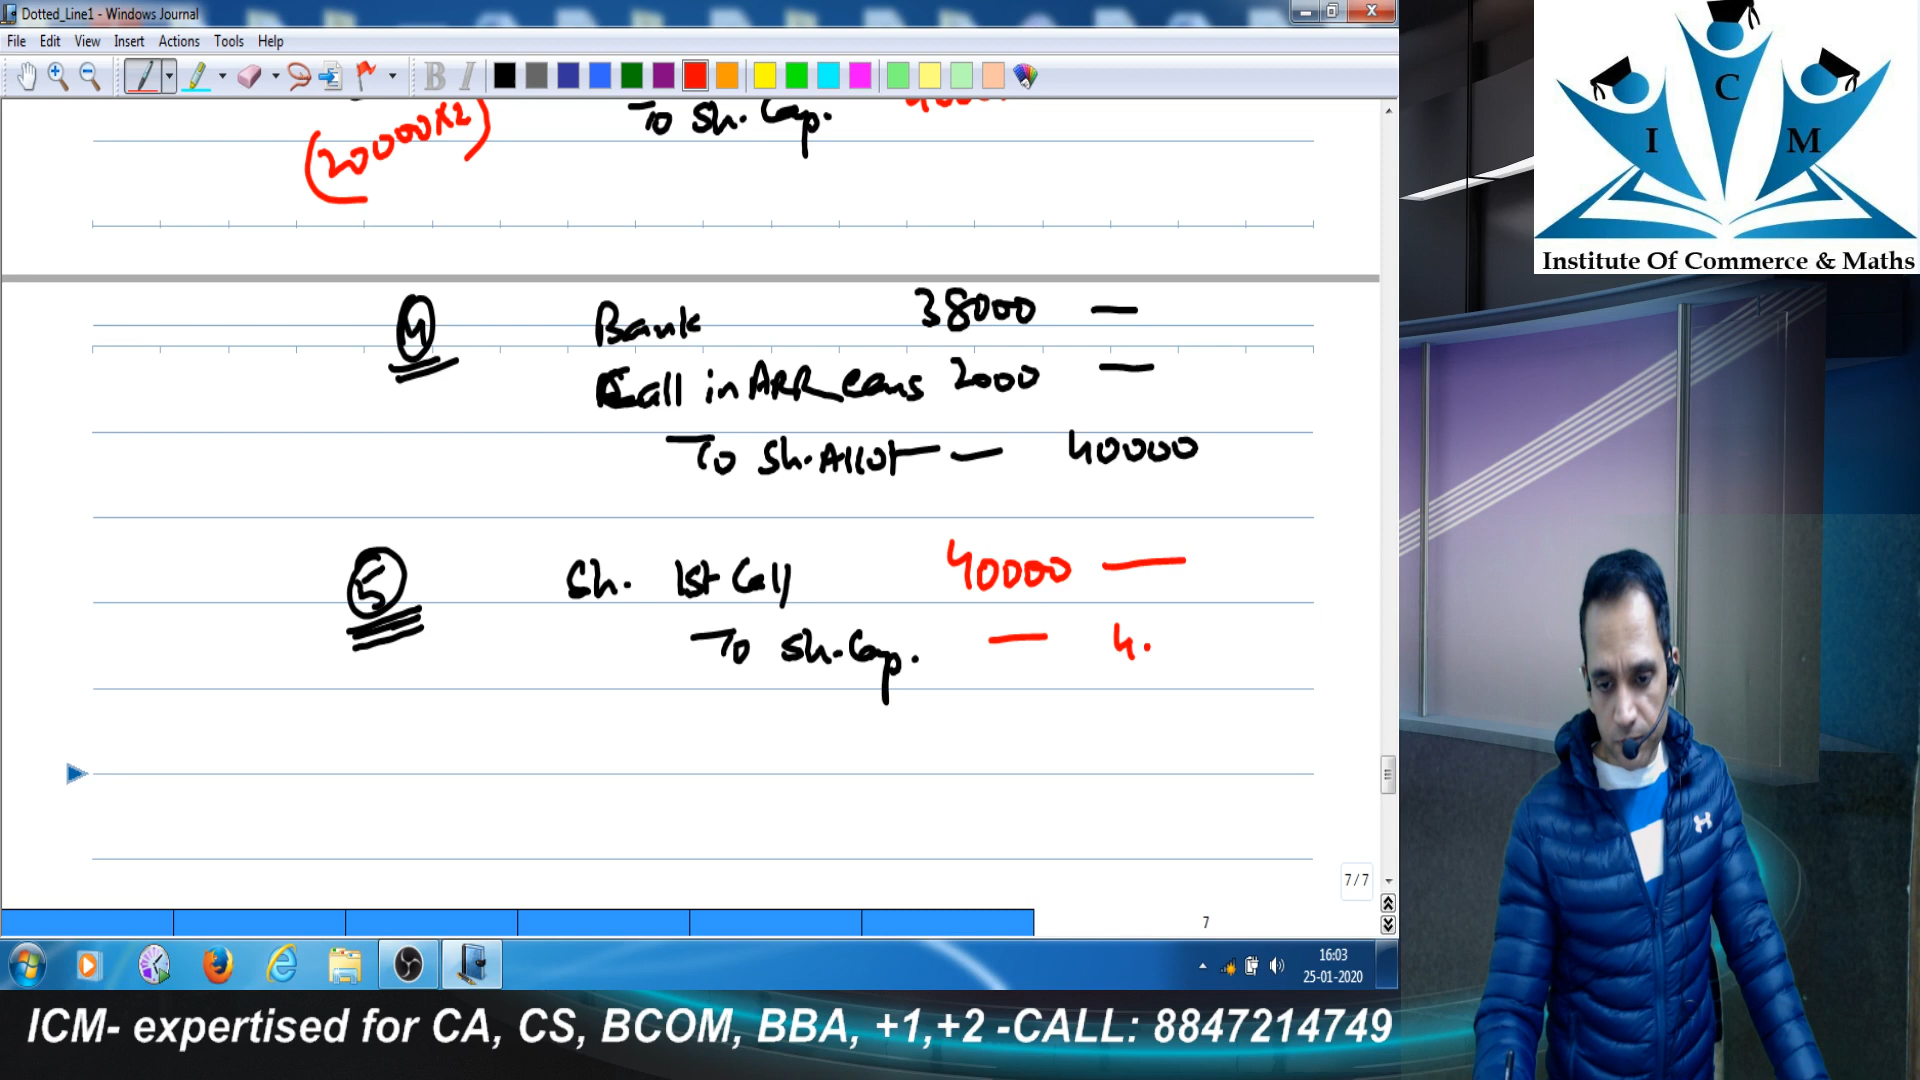 Dotted_Line1 - Windows Journal
File Edit View Insert Actions Tools Help
B I
(20000x2)
To Sh. Cap.
4
Bank 38000 —
Call in ARRears 2000 —
To Sh. Allot — — 40000
5
Sh. 1st Call 40000 —
To Sh. Cap. — 4.
7/7
7
16:03
25-01-2020
I C M
Institute Of Commerce & Maths
ICM- expertised for CA, CS, BCOM, BBA, +1,+2 -CALL: 8847214749